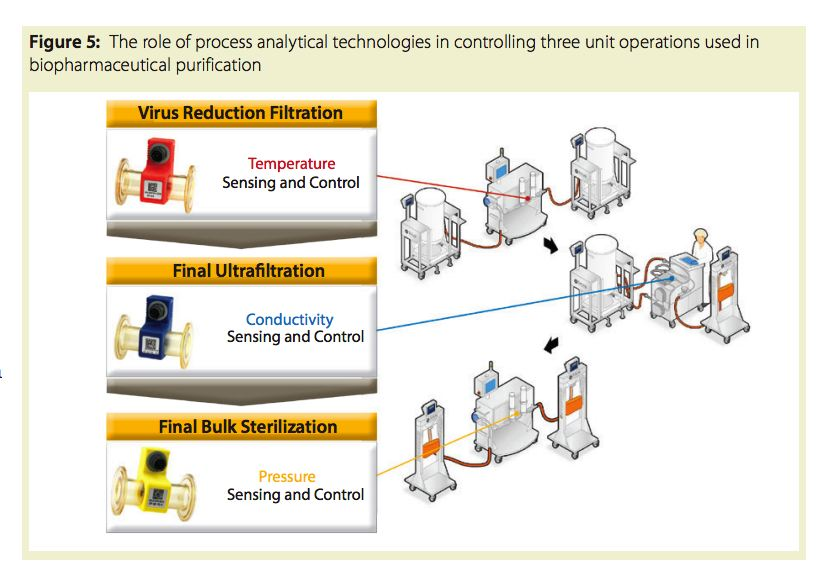 Figure 5: The role of process analytical technologies in controlling three unit operations used in
biopharmaceutical purification
Virus Reduction Filtration
Temperature
Sensing and Control
Final Ultrafiltration
Conductivity
Sensing and Control
Final Bulk Sterilization
Pressure
Sensing and Control